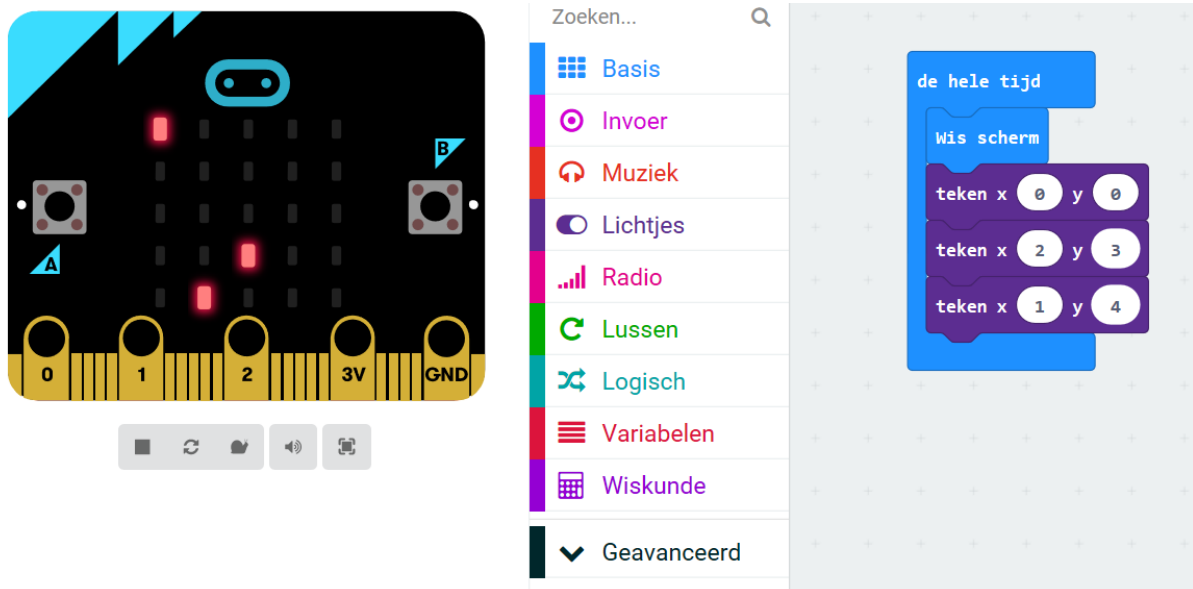 B
A
0 1 2 3V GND
Zoeken...
Basis
Invoer
Muziek
Lichtjes
Radio
Lussen
Logisch
Variabelen
Wiskunde
Geavanceerd
de hele tijd
Wis scherm
teken x 0 y 0
teken x 2 y 3
teken x 1 y 4